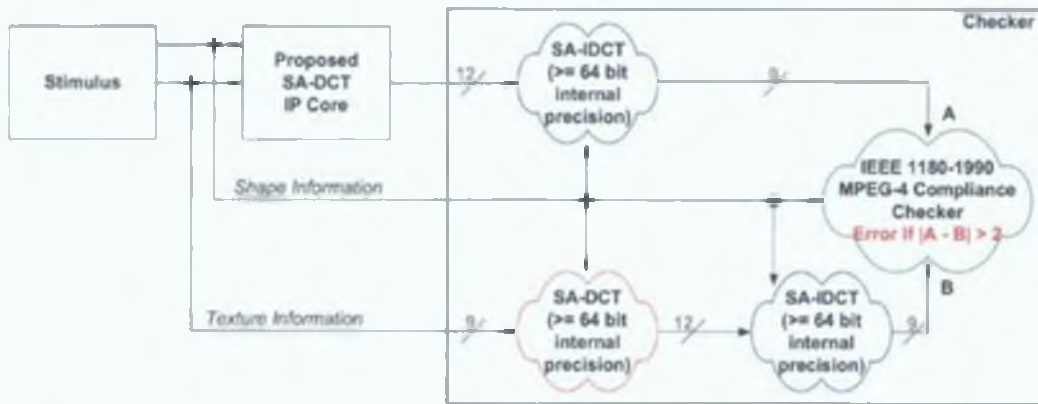 Checker
Stimulus
Proposed
SA-DCT
IP Core
12
SA-IDCT
(>= 64 bit
internal
precision)
9
A
Shape Information
IEEE 1180-1990
MPEG-4 Compliance
Checker
Error If |A - B| > 2
B
Texture Information
9
SA-DCT
(>= 64 bit
internal
precision)
12
SA-IDCT
(>= 64 bit
internal
precision)
9